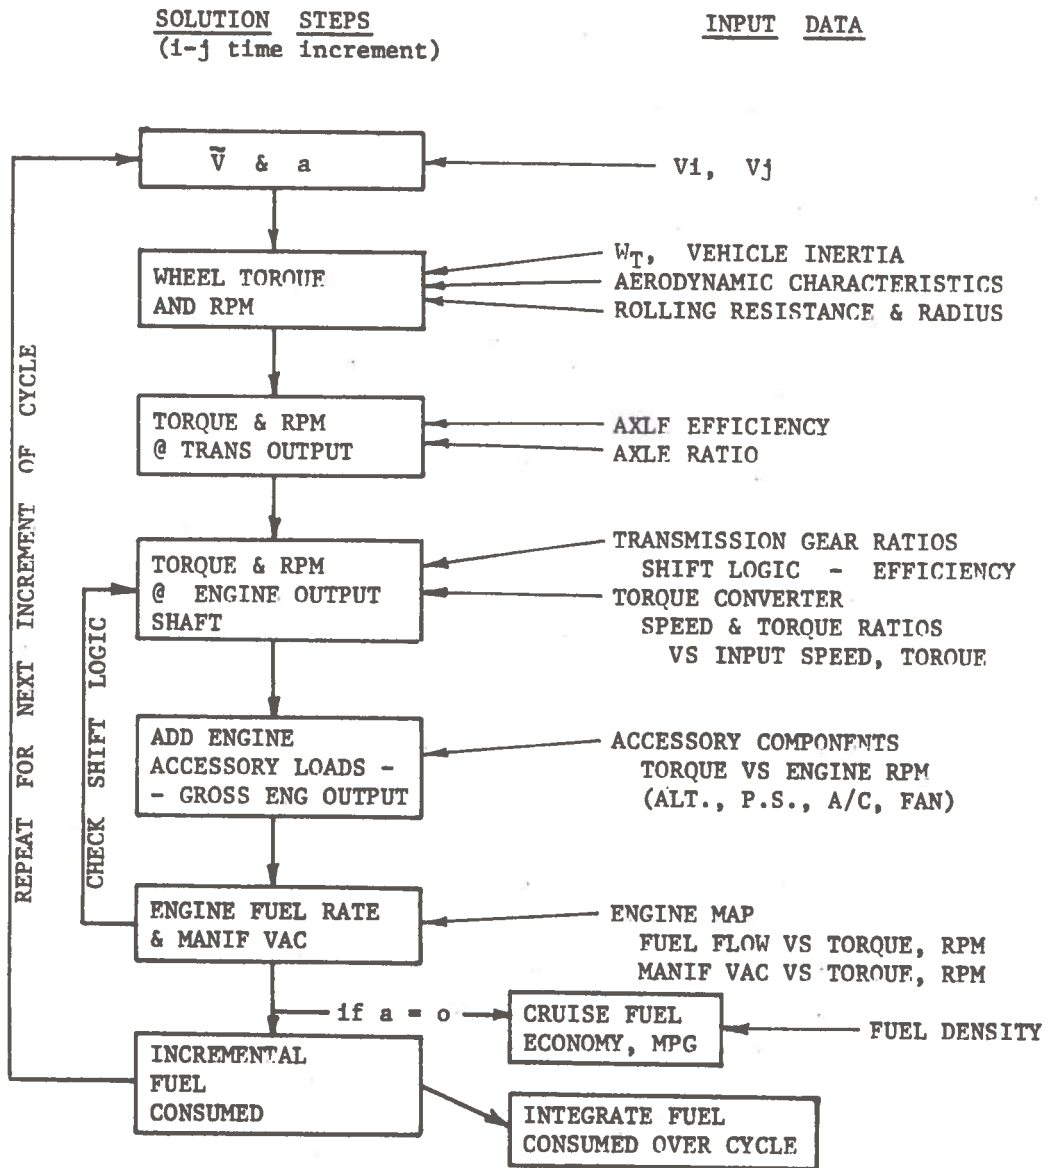 SOLUTION STEPS
(i-j time increment)
INPUT DATA
Ṽ & a
Vi, Vj
WHEEL TORQUE
AND RPM
W_T, VEHICLE INERTIA
AERODYNAMIC CHARACTERISTICS
ROLLING RESISTANCE & RADIUS
TORQUE & RPM
@ TRANS OUTPUT
AXLE EFFICIENCY
AXLE RATIO
TORQUE & RPM
@ ENGINE OUTPUT
SHAFT
TRANSMISSION GEAR RATIOS
SHIFT LOGIC - EFFICIENCY
TORQUE CONVERTER
SPEED & TORQUE RATIOS
VS INPUT SPEED, TORQUE
ADD ENGINE
ACCESSORY LOADS -
- GROSS ENG OUTPUT
ACCESSORY COMPONENTS
TORQUE VS ENGINE RPM
(ALT., P.S., A/C, FAN)
ENGINE FUEL RATE
& MANIF VAC
ENGINE MAP
FUEL FLOW VS TORQUE, RPM
MANIF VAC VS TORQUE, RPM
if a = o
CRUISE FUEL
ECONOMY, MPG
FUEL DENSITY
INCREMENTAL
FUEL
CONSUMED
INTEGRATE FUEL
CONSUMED OVER CYCLE
REPEAT FOR NEXT INCREMENT OF CYCLE
CHECK SHIFT LOGIC